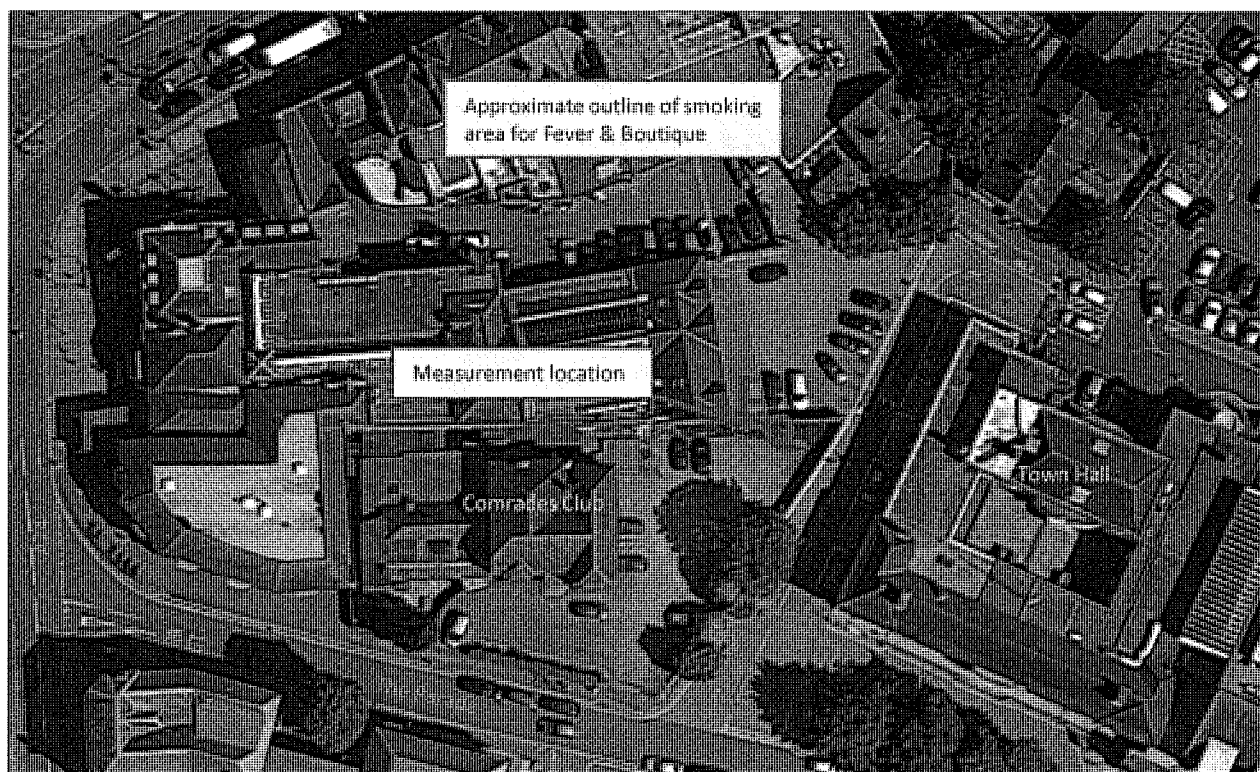 Approximate outline of smoking
area for Fever & Boutique
Measurement location
Town Hall
Comrades Club